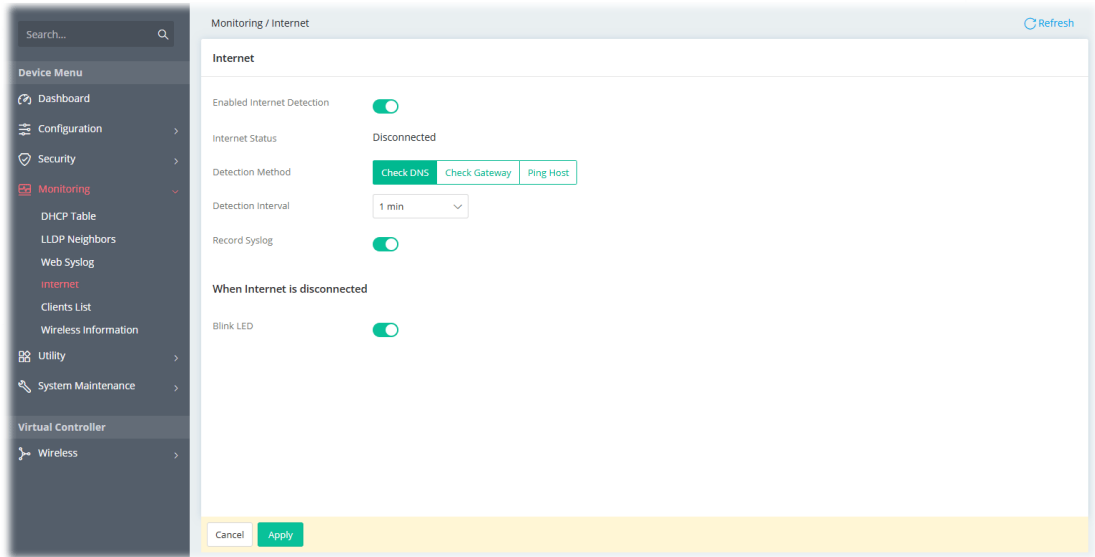 Search...
Device Menu
Dashboard
Configuration
Security
Monitoring
DHCP Table
LLDP Neighbors
Web Syslog
Internet
Clients List
Wireless Information
Utility
System Maintenance
Virtual Controller
Wireless
Monitoring / Internet
Refresh
Internet
Enabled Internet Detection
Internet Status Disconnected
Detection Method Check DNS Check Gateway Ping Host
Detection Interval 1 min
Record Syslog
When Internet is disconnected
Blink LED
Cancel Apply